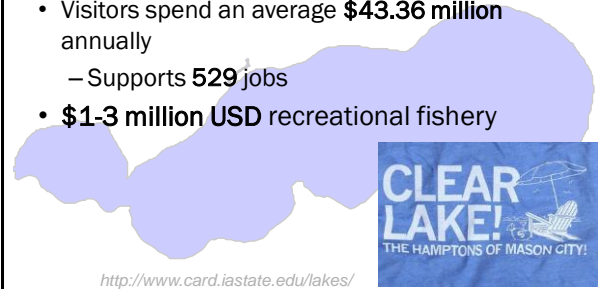 • Visitors spend an average $43.36 million
annually
– Supports 529 jobs
• $1-3 million USD recreational fishery
CLEAR
LAKE!
THE HAMPTONS OF MASON CITY!
http://www.card.iastate.edu/lakes/